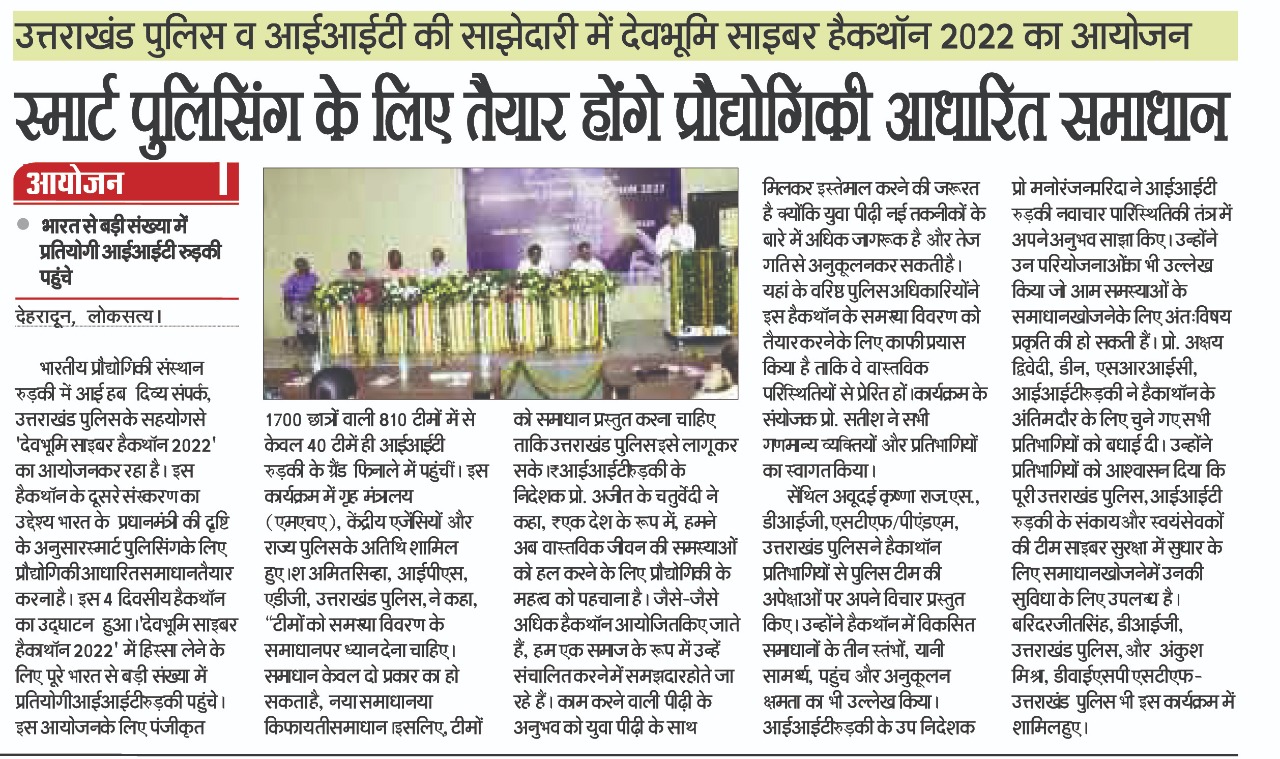 उत्तराखंड पुलिस व आईआईटी की साझेदारी में देवभूमि साइबर हैकथॉन 2022 का आयोजन
स्मार्ट पुलिसिंग के लिए तैयार होंगे प्रौद्योगिकी आधारित समाधान
आयोजन
भारत से बड़ी संख्या में
प्रतियोगी आईआईटी रुड़की
पहुंचे
देहरादून, लोकसत्य।
भारतीय प्रौद्योगिकी संस्थान
रुड़की में आई हब दिव्य संपर्क,
उत्तराखंड पुलिसके सहयोगसे
'देवभूमि साइबर हैकथॉन 2022'
का आयोजनकर रहा है। इस
हैकथॉन के दूसरे संस्करण का
उद्देश्य भारत के प्रधानमंत्री की दृष्टि
के अनुसारस्मार्ट पुलिसिंगके लिए
प्रौद्योगिकीआधारितसमाधानतैयार
करनाहै। इस 4 दिवसीय हैकथॉन
का उद्घाटन हुआ।'देवभूमि साइबर
हैकाथॉन 2022' में हिस्सा लेने के
लिए पूरे भारत से बड़ी संख्या में
प्रतियोगीआईआईटीरुड़की पहुंचे।
इस आयोजनके लिए पंजीकृत
1700 छात्रों वाली 810 टीमों में से
केवल 40 टीमें ही आईआईटी
रुड़की के ग्रैंड फिनाले में पहुंचीं। इस
कार्यक्रम में गृह मंत्रालय
(एमएचए), केंद्रीय एजेंसियों और
राज्य पुलिसके अतिथि शामिल
हुए।श अमितसिन्हा, आईपीएस,
एडीजी, उत्तराखंड पुलिस, ने कहा,
“टीमोंको समस्या विवरण के
समाधानपर ध्यानदेना चाहिए।
समाधान केवल दो प्रकार का हो
सकताहै, नया समाधानया
किफायतीसमाधान।इसलिए, टीमों
को समाधान प्रस्तुत करना चाहिए
ताकि उत्तराखंड पुलिसइसे लागूकर
सके।₹आईआईटीरुड़की के
निदेशक प्रो. अजीत के चतुर्वेदी ने
कहा, ₹एक देश के रूप में, हमने
अब वास्तविक जीवन की समस्याओं
को हल करने के लिए प्रौद्योगिकी के
महत्व को पहचाना है। जैसे-जैसे
अधिक हैकथॉन आयोजितकिए जाते
हैं, हम एक समाज के रूप में उन्हें
संचालितकरनेमें समझदारहोते जा
रहे हैं। काम करने वाली पीढ़ी के
अनुभव को युवा पीढ़ी के साथ
मिलकर इस्तेमाल करने की जरूरत
है क्योंकि युवा पीढ़ी नई तकनीकों के
बारे में अधिक जागरूक है और तेज
गतिसे अनुकूलनकर सकतीहै।
यहां के वरिष्ठ पुलिसअधिकारियोंने
इस हैकथॉन के समस्या विवरण को
तैयारकरनेके लिए काफीप्रयास
किया है ताकि वे वास्तविक
परिस्थितियों से प्रेरित हों।कार्यक्रम के
संयोजक प्रो. सतीश ने सभी
गणमान्य व्यक्तियों और प्रतिभागियों
का स्वागतकिया।
सेंथिल अवूदई कृष्णा राज.एस.,
डीआईजी, एसटीएफ/पीएंडएम,
उत्तराखंड पुलिसने हैकाथॉन
प्रतिभागियों से पुलिस टीम की
अपेक्षाओं पर अपने विचार प्रस्तुत
किए। उन्होंने हैकथॉन में विकसित
समाधानों के तीन स्तंभों, यानी
सामर्थ्य, पहुंच और अनुकूलन
क्षमता का भी उल्लेख किया।
आईआईटीरुड़की के उप निदेशक
प्रो मनोरंजनपरिदा ने आईआईटी
रुड़की नवाचार पारिस्थितिकी तंत्र में
अपने अनुभव साझा किए। उन्होंने
उन परियोजनाओंका भी उल्लेख
किया जो आम समस्याओं के
समाधानखोजनेके लिए अंतःविषय
प्रकृति की हो सकती हैं। प्रो. अक्षय
द्विवेदी, डीन, एसआरआईसी,
आईआईटीरुड़की ने हैकाथॉन के
अंतिमदौर के लिए चुने गए सभी
प्रतिभागियों को बधाई दी। उन्होंने
प्रतिभागियों को आश्वासन दिया कि
पूरी उत्तराखंड पुलिस, आईआईटी
रुड़की के संकायऔर स्वयंसेवकों
की टीम साइबर सुरक्षा में सुधार के
लिए समाधानखोजनेमें उनकी
सुविधा के लिए उपलब्ध है।
बरिदरजीतसिंह, डीआईजी,
उत्तराखंड पुलिस, और अंकुश
मिश्रा, डीवाईएसपी एसटीएफ-
उत्तराखंड पुलिस भी इस कार्यक्रम में
शामिलहुए।